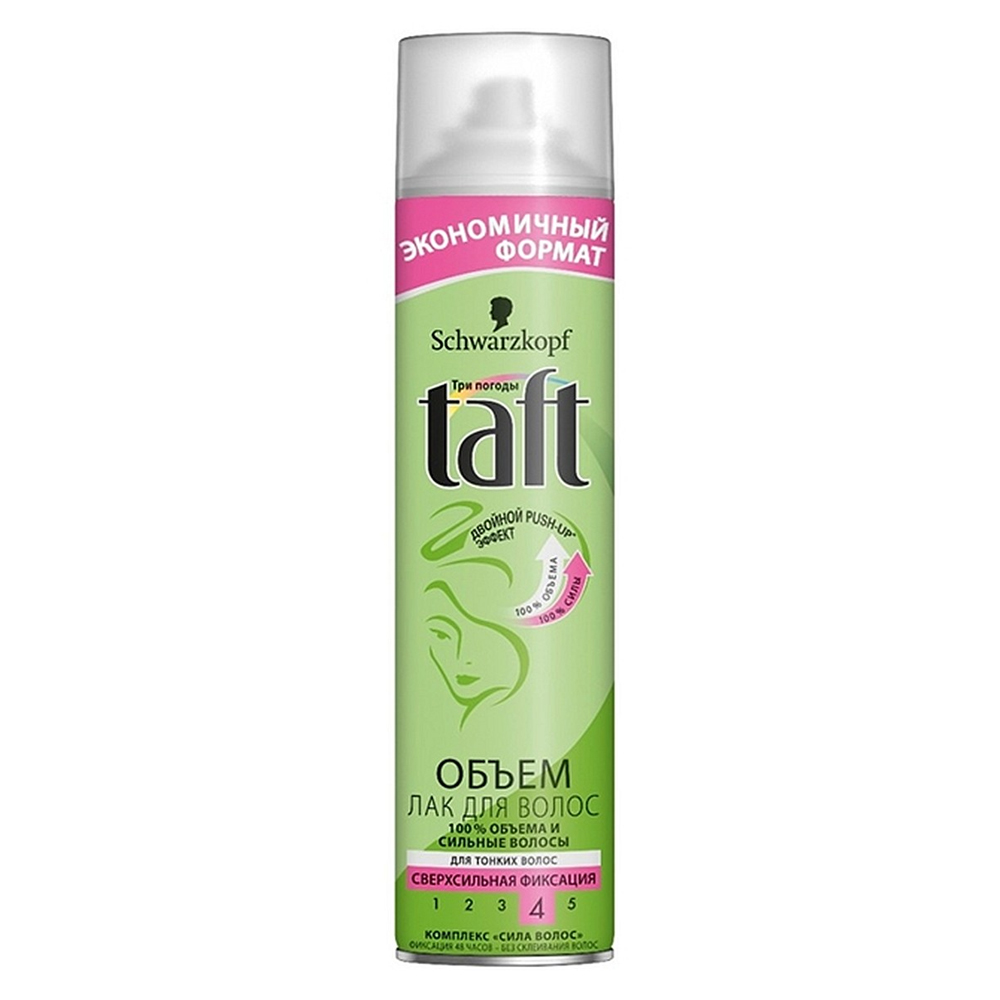 ЭКОНОМИЧНЫЙ
ФОРМАТ
Schwarzkopf
Три погоды
taft
ДВОЙНОЙ PUSH-UP*
ЭФФЕКТ
100% ОБЪЕМА
100% СИЛЫ
ОБЪЕМ
ЛАК ДЛЯ ВОЛОС
100% ОБЪЕМА И
СИЛЬНЫЕ ВОЛОСЫ
ДЛЯ ТОНКИХ ВОЛОС
СВЕРХСИЛЬНАЯ ФИКСАЦИЯ
1 2 3 4 5
КОМПЛЕКС «СИЛА ВОЛОС»
ФИКСАЦИЯ 48 ЧАСОВ – БЕЗ СКЛЕИВАНИЯ ВОЛОС